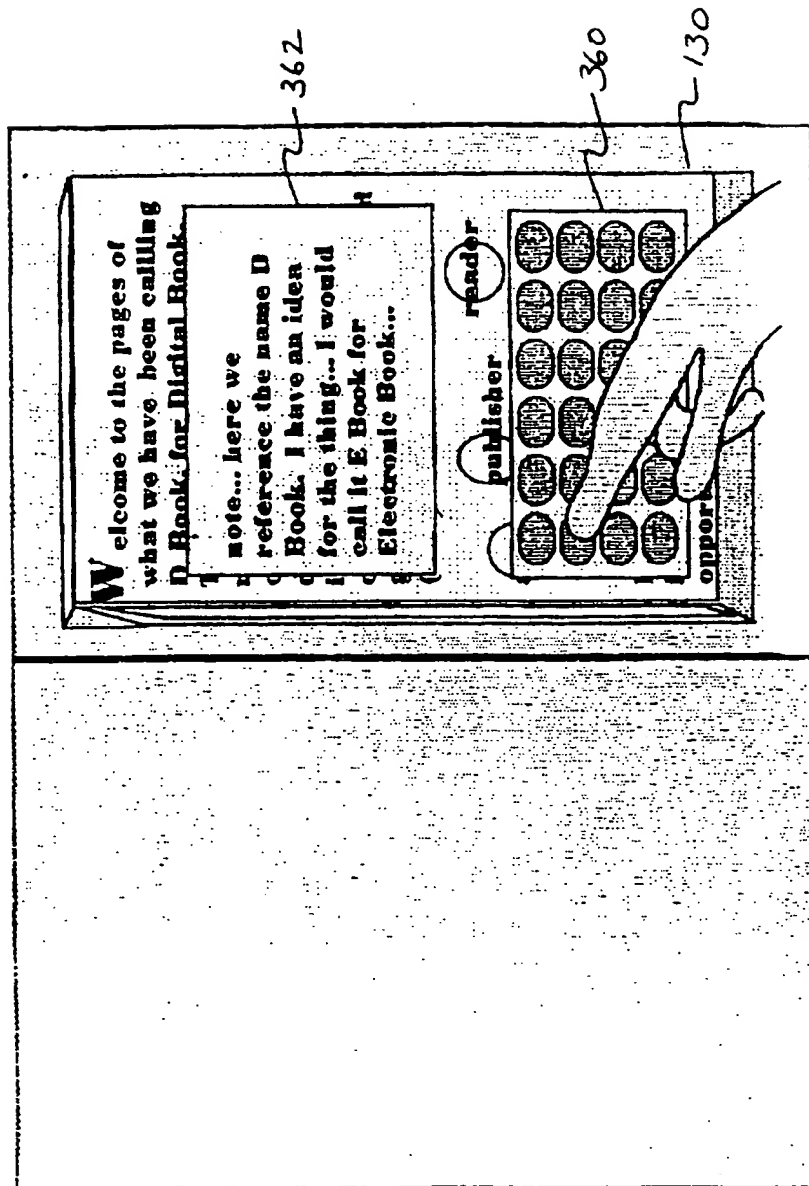 Welcome to the pages of
what we have been callling
D Book, for Digital Book.
note... here we
reference the name D
Book. I have an idea
for the thing... I would
call it E Book for
Electronic Book...
publisher
reader
oppor
362
360
130